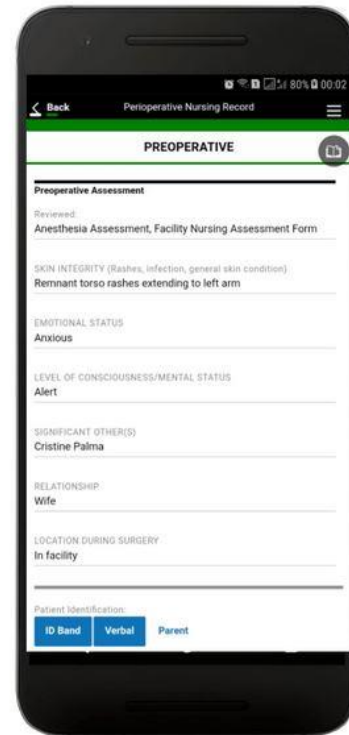 80% 00:02
Back Perioperative Nursing Record
PREOPERATIVE
Preoperative Assessment
Reviewed:
Anesthesia Assessment, Facility Nursing Assessment Form
SKIN INTEGRITY (Rashes, infection, general skin condition)
Remnant torso rashes extending to left arm
EMOTIONAL STATUS
Anxious
LEVEL OF CONSCIOUSNESS/MENTAL STATUS
Alert
SIGNIFICANT OTHER(S)
Cristine Palma
RELATIONSHIP
Wife
LOCATION DURING SURGERY
In facility
Patient Identification:
ID Band Verbal Parent